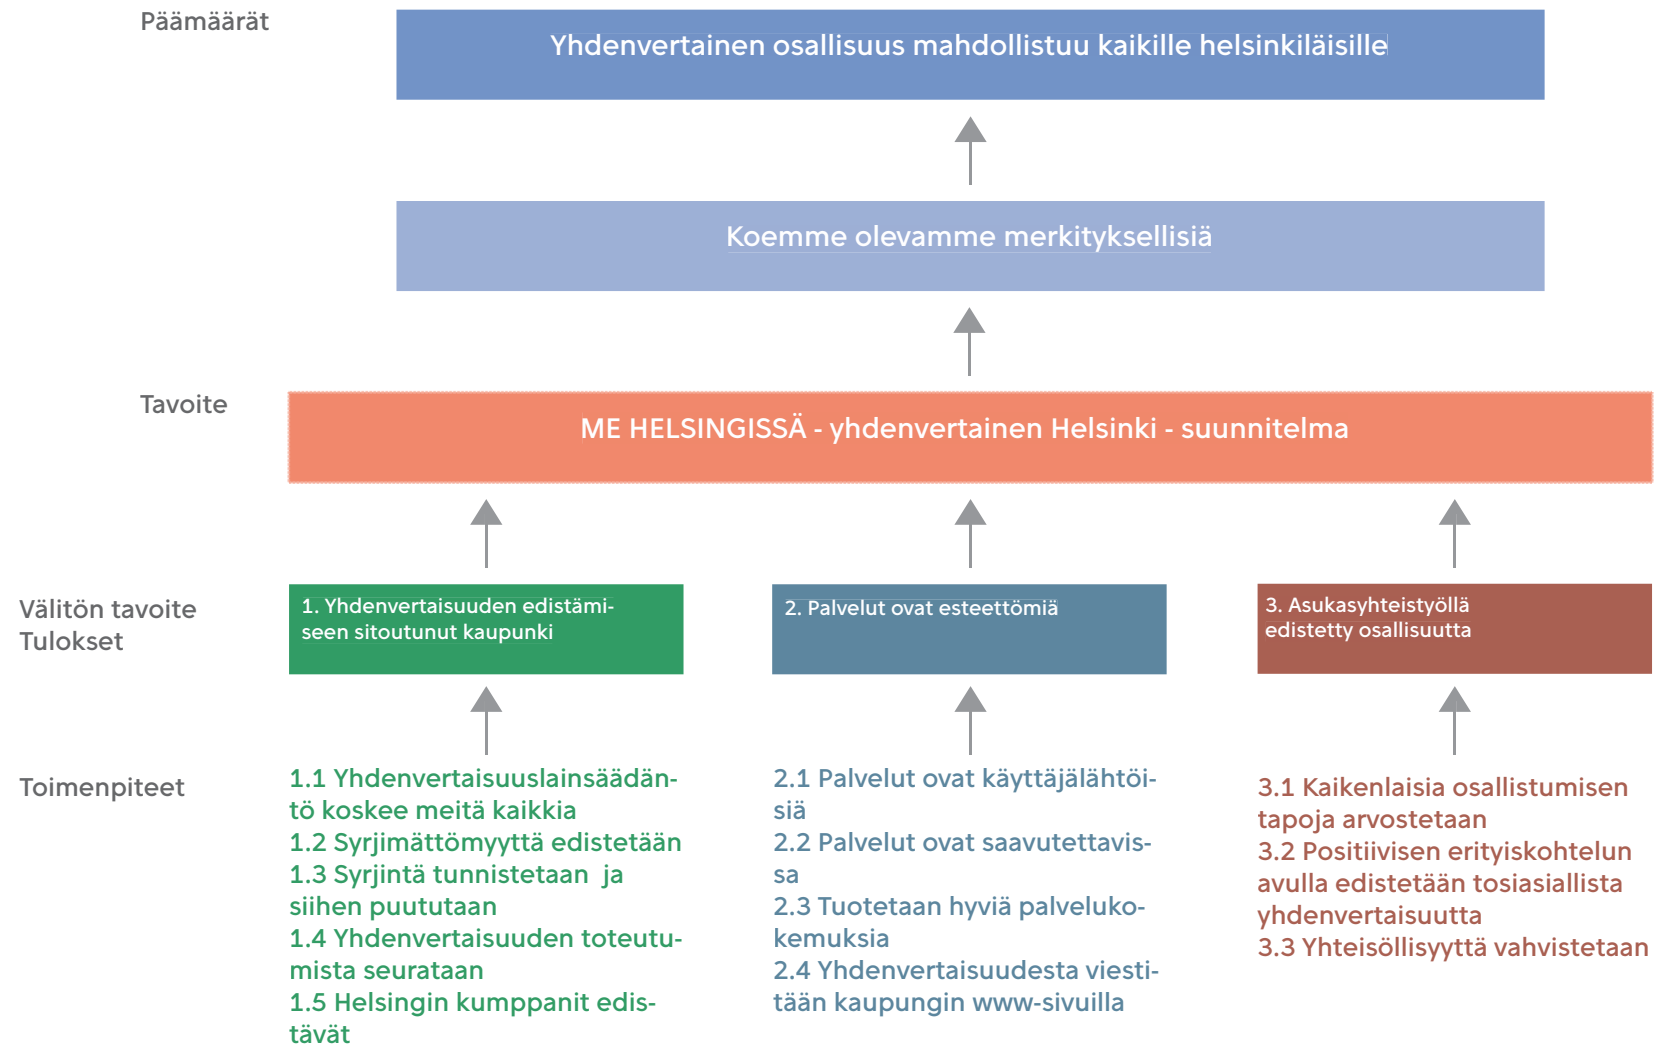 Päämäärät
Yhdenvertainen osallisuus mahdollistuu kaikille helsinkiläisille
Koemme olevamme merkityksellisiä
Tavoite
ME HELSINGISSÄ - yhdenvertainen Helsinki - suunnitelma
Välitön tavoite
Tulokset
1. Yhdenvertaisuuden edistämi-
seen sitoutunut kaupunki
2. Palvelut ovat esteettömiä
3. Asukasyhteistyöllä
edistetty osallisuutta
Toimenpiteet
1.1 Yhdenvertaisuuslainsäädän-
tö koskee meitä kaikkia
1.2 Syrjimättömyyttä edistetään
1.3 Syrjintä tunnistetaan ja
siihen puututaan
1.4 Yhdenvertaisuuden toteutu-
mista seurataan
1.5 Helsingin kumppanit edis-
tävät
2.1 Palvelut ovat käyttäjälähtöi-
siä
2.2 Palvelut ovat saavutettavis-
sa
2.3 Tuotetaan hyviä palveluko-
kemuksia
2.4 Yhdenvertaisuudesta viesti-
tään kaupungin www-sivuilla
3.1 Kaikenlaisia osallistumisen
tapoja arvostetaan
3.2 Positiivisen erityiskohtelun
avulla edistetään tosiasiallista
yhdenvertaisuutta
3.3 Yhteisöllisyyttä vahvistetaan